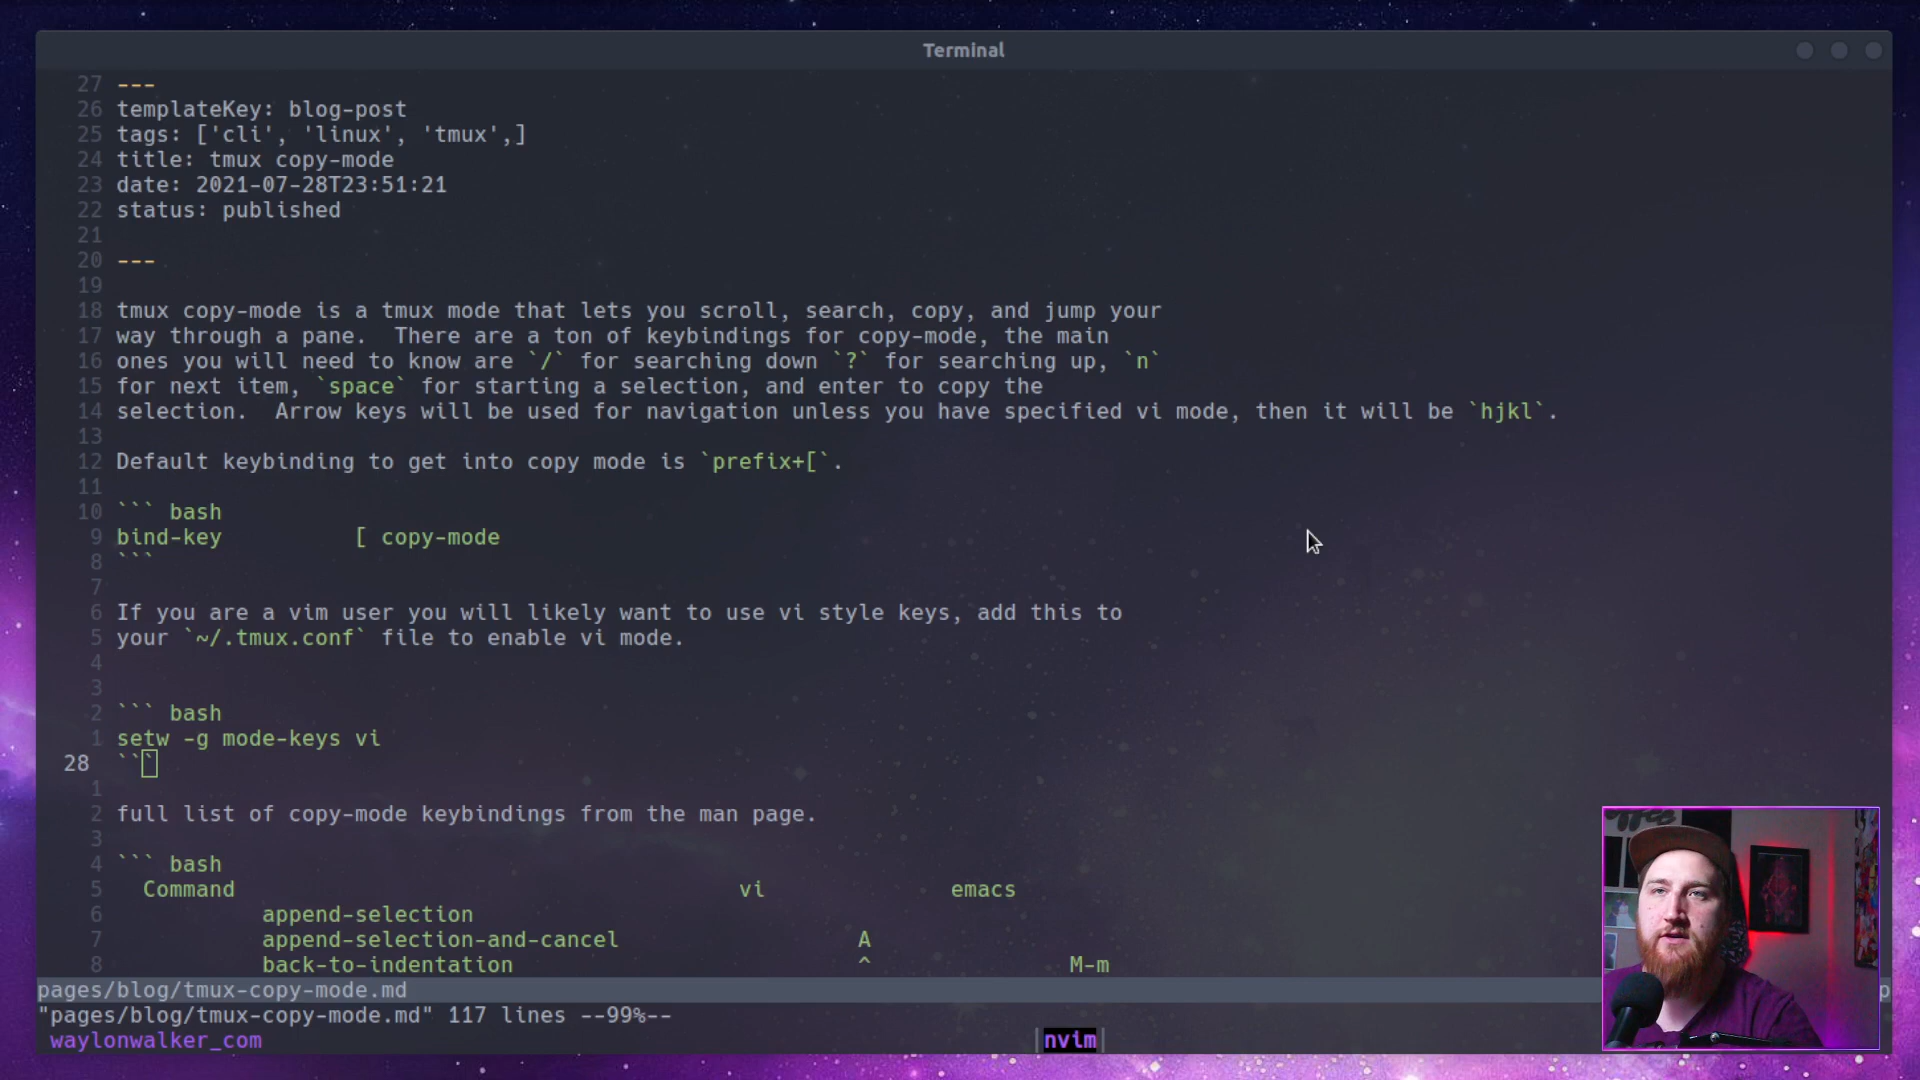 Terminal
27 ---
26 templateKey: blog-post
25 tags: ['cli', 'linux', 'tmux',]
24 title: tmux copy-mode
23 date: 2021-07-28T23:51:21
22 status: published
21
20 ---
19
18 tmux copy-mode is a tmux mode that lets you scroll, search, copy, and jump your
17 way through a pane.  There are a ton of keybindings for copy-mode, the main
16 ones you will need to know are `/` for searching down `?` for searching up, `n`
15 for next item, `space` for starting a selection, and enter to copy the
14 selection.  Arrow keys will be used for navigation unless you have specified vi mode, then it will be `hjkl`.
13
12 Default keybinding to get into copy mode is `prefix+[`.
11
10 ``` bash
9 bind-key          [ copy-mode
8 ```
7
6 If you are a vim user you will likely want to use vi style keys, add this to
5 your `~/.tmux.conf` file to enable vi mode.
4
3
2 ``` bash
1 setw -g mode-keys vi
28 ```
1
2 full list of copy-mode keybindings from the man page.
3
4 ``` bash
5 Command                                      vi              emacs
6 append-selection
7 append-selection-and-cancel                  A
8 back-to-indentation                          ^               M-m
pages/blog/tmux-copy-mode.md
"pages/blog/tmux-copy-mode.md" 117 lines --99%--
waylonwalker_com |nvim|